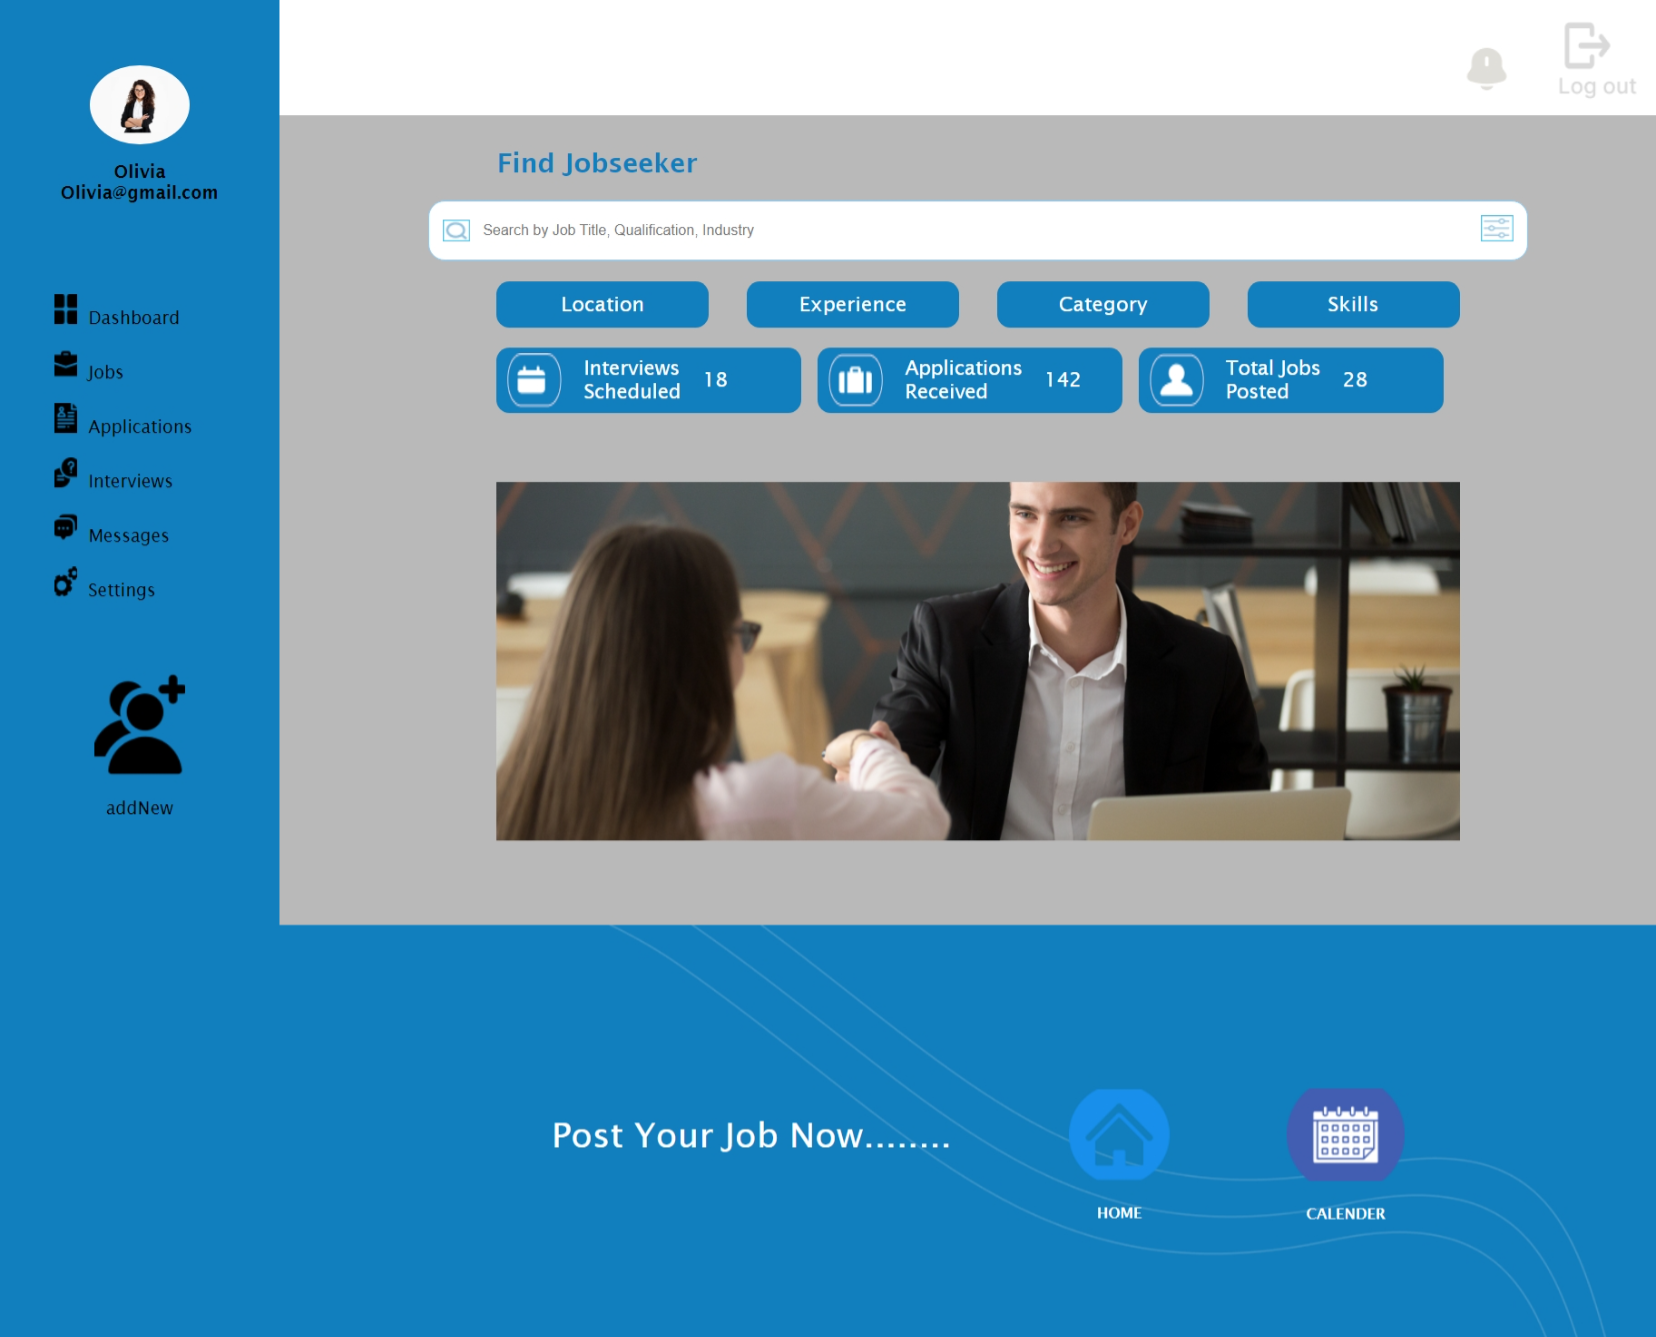 Log out
Olivia
Olivia@gmail.com
Find Jobseeker
Search by Job Title, Qualification, Industry
Location
Experience
Category
Skills
Interviews
Scheduled
18
Applications
Received
142
Total Jobs
Posted
28
Dashboard
Jobs
Applications
Interviews
Messages
Settings
addNew
Post Your Job Now........
HOME
CALENDER